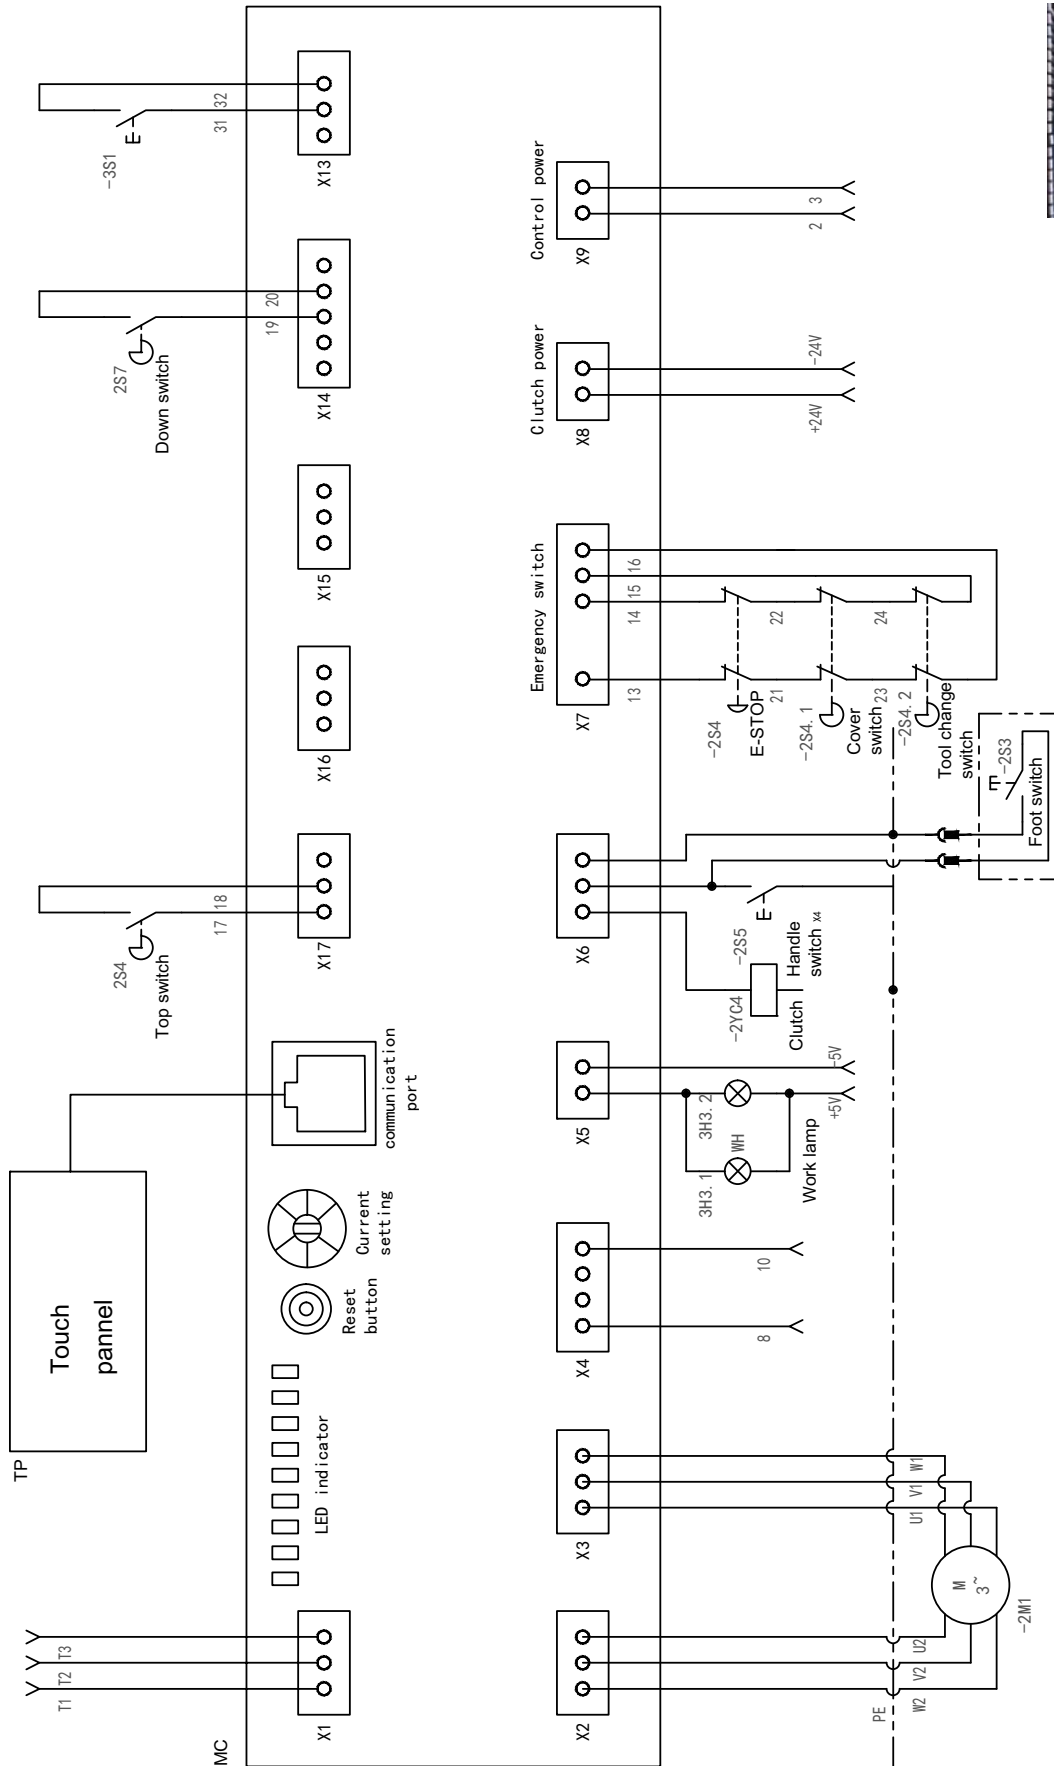 TP
Touch
pannel
MC
T1
T2
T3
17
18
2S4
Top switch
19
20
2S7
Down switch
31
32
-3S1
X1
LED indicator
Reset
button
Current
setting
communication
port
X17
X16
X15
X14
X13
X2
X3
X4
X5
X6
X7
Emergency switch
X8
Clutch power
X9
Control power
W2
V2
U2
U1
V1
W1
PE
M
3~
-2M1
8
10
3H3. 1
3H3. 2
WH
Work lamp
+5V
-5V
-2YC4
Clutch
-2S5
Handle
switch x4
-2S3
Foot switch
13
14
15
16
-2S4
E-STOP
21
22
-2S4. 1
Cover
switch
23
24
-2S4. 2
Tool change
switch
+24V
-24V
2
3